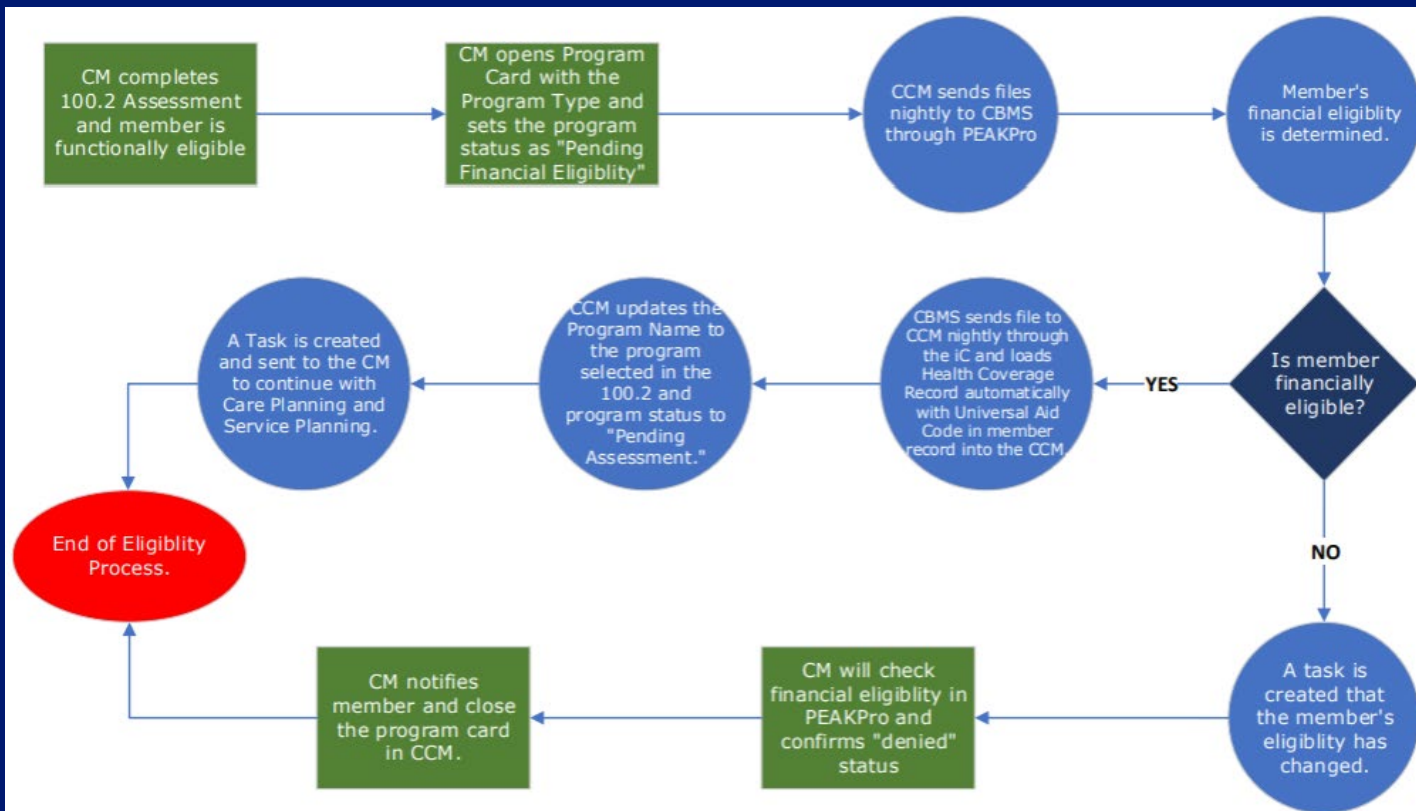 CM completes
100.2 Assessment
and member is
functionally eligible
CM opens Program
Card with the
Program Type and
sets the program
status as "Pending
Financial Eligiblity"
CCM sends files
nightly to CBMS
through PEAKPro
Member's
financial eligiblity
is determined.
Is member
financially
eligible?
YES
CBMS sends file to
CCM nightly through
the iC and loads
Health Coverage
Record automatically
with Universal Aid
Code in member
record into the CCM.
CCM updates the
Program Name to
the program
selected in the
100.2 and
program status to
"Pending
Assessment."
A Task is created
and sent to the CM
to continue with
Care Planning and
Service Planning.
End of Eligiblity
Process.
NO
A task is
created that
the member's
eligiblity has
changed.
CM will check
financial eligiblity in
PEAKPro and
confirms "denied"
status
CM notifies
member and close
the program card
in CCM.